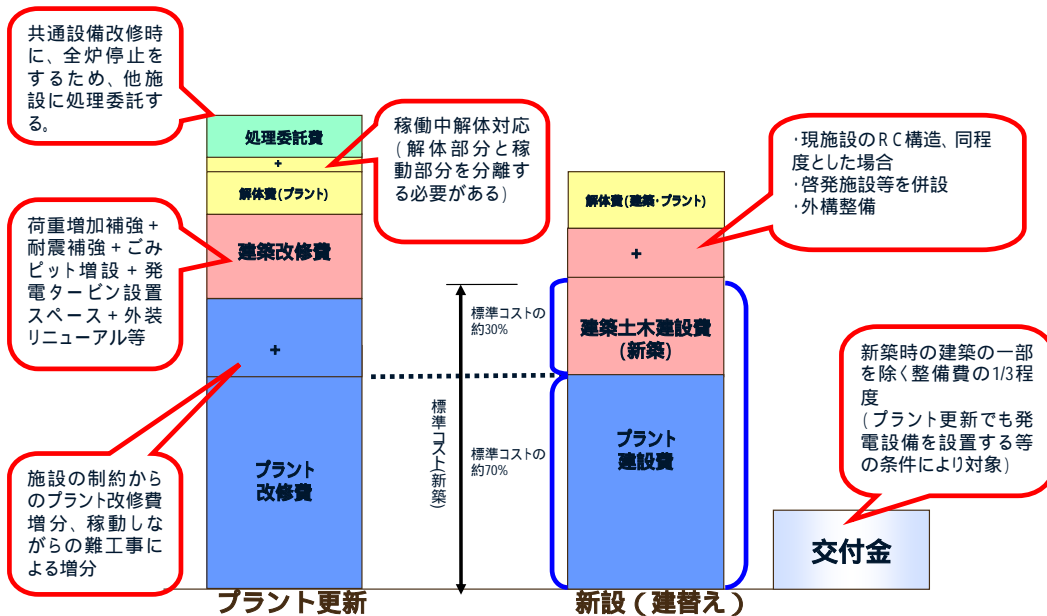 共通設備改修時
に、全炉停止を
するため、他施
設に処理委託す
る。
処理委託費
+
解体費(プラント)
建築改修費
+
プラント
改修費
稼働中解体対応
(解体部分と稼
動部分を分離す
る必要がある)
荷重増加補強+
耐震補強+ごみ
ピット増設+発
電タービン設置
スペース+外装
リニューアル等
施設の制約から
のプラント改修費
増分、稼動しな
がらの難工事に
よる増分
標準コスト(新築)
標準コストの
約30%
標準コストの
約70%
解体費(建築・プラント)
+
建築土木建設費
(新築)
プラント
建設費
・現施設のRC構造、同程
度とした場合
・啓発施設等を併設
・外構整備
新築時の建築の一部
を除く整備費の1/3程
度
(プラント更新でも発
電設備を設置する等
の条件により対象)
交付金
プラント更新
新設(建替え)